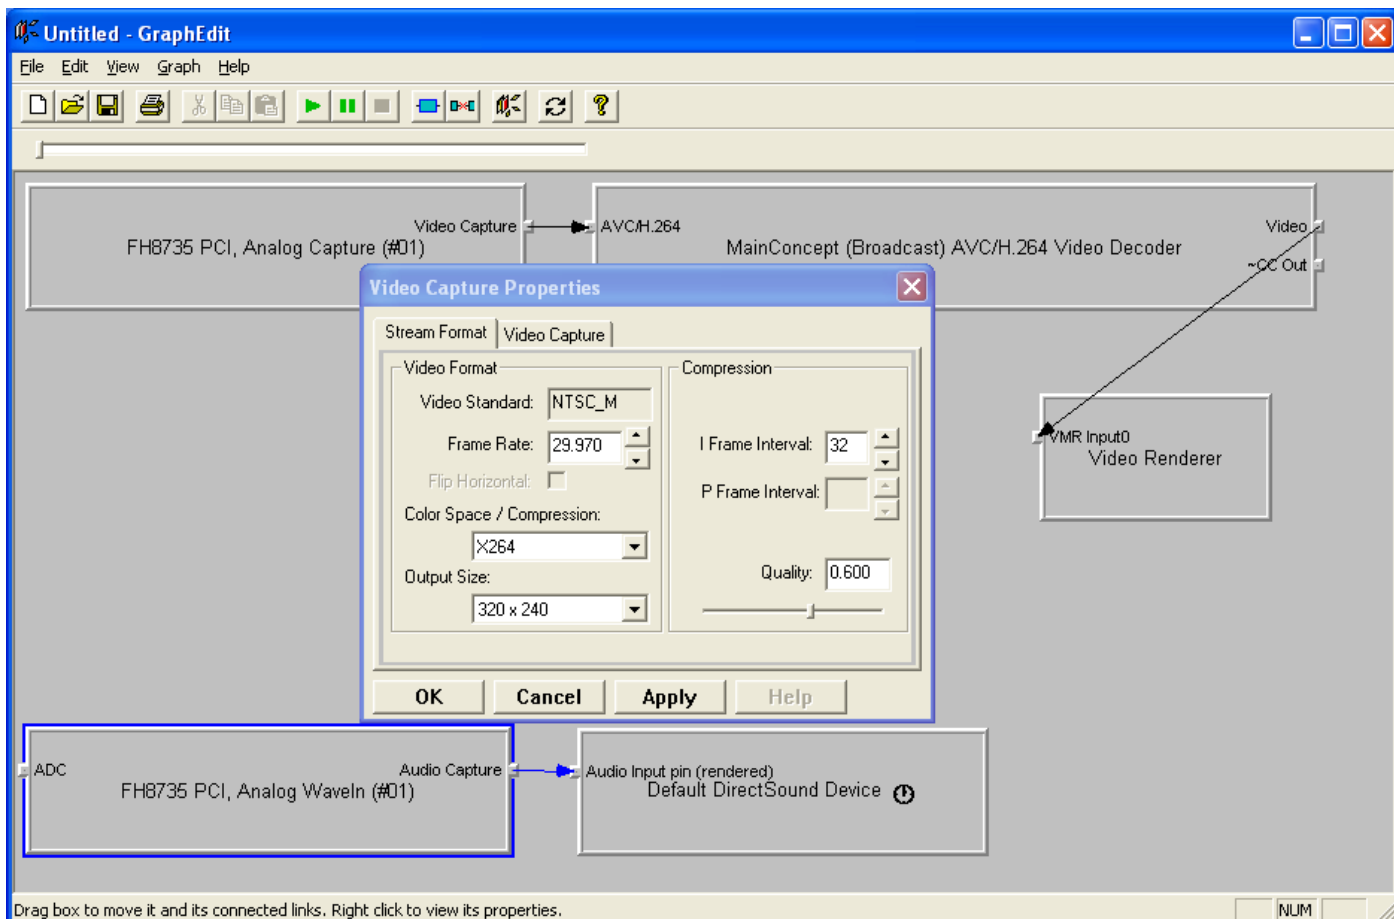 Untitled - GraphEdit
File Edit View Graph Help
Video Capture
AVC/H.264
Video
FH8735 PCI, Analog Capture (#01)
MainConcept (Broadcast) AVC/H.264 Video Decoder
~CC Out
Video Capture Properties
Stream Format
Video Capture
Video Format
Compression
Video Standard: NTSC_M
Frame Rate: 29.970
I Frame Interval: 32
Flip Horizontal:
P Frame Interval:
Color Space / Compression:
X264
Quality: 0.600
Output Size:
320 x 240
VMR Input0
Video Renderer
OK Cancel Apply Help
ADC
Audio Capture
Audio Input pin (rendered)
FH8735 PCI, Analog WaveIn (#01)
Default DirectSound Device
Drag box to move it and its connected links. Right click to view its properties.
NUM